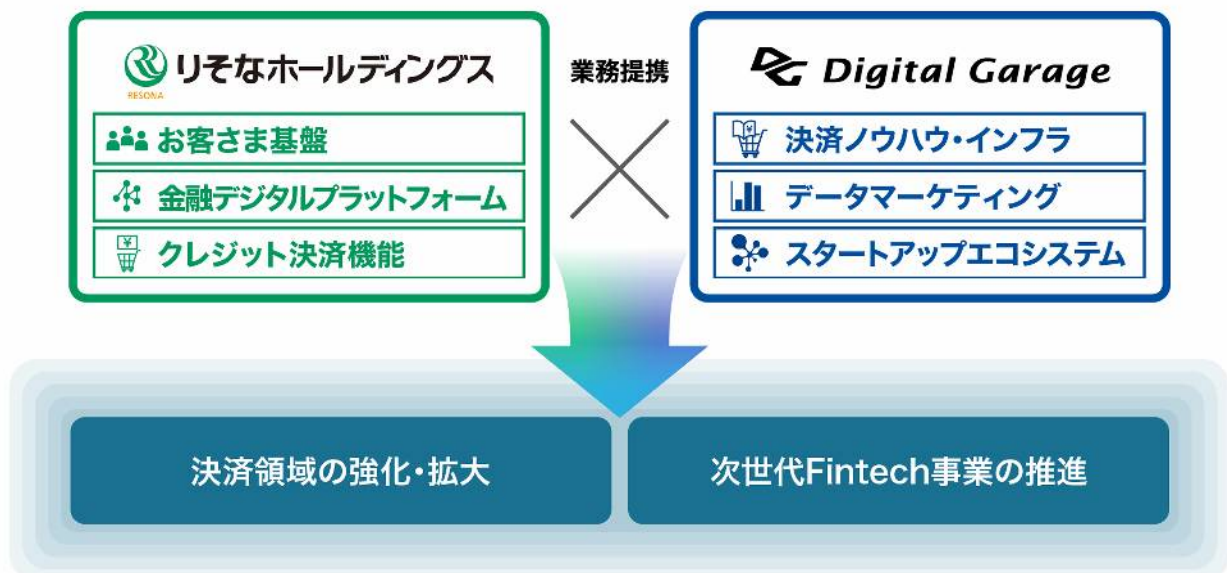 りそなホールディングス
RESONA
お客さま基盤
金融デジタルプラットフォーム
クレジット決済機能
業務提携
Digital Garage
決済ノウハウ・インフラ
データマーケティング
スタートアップエコシステム
決済領域の強化・拡大
次世代Fintech事業の推進